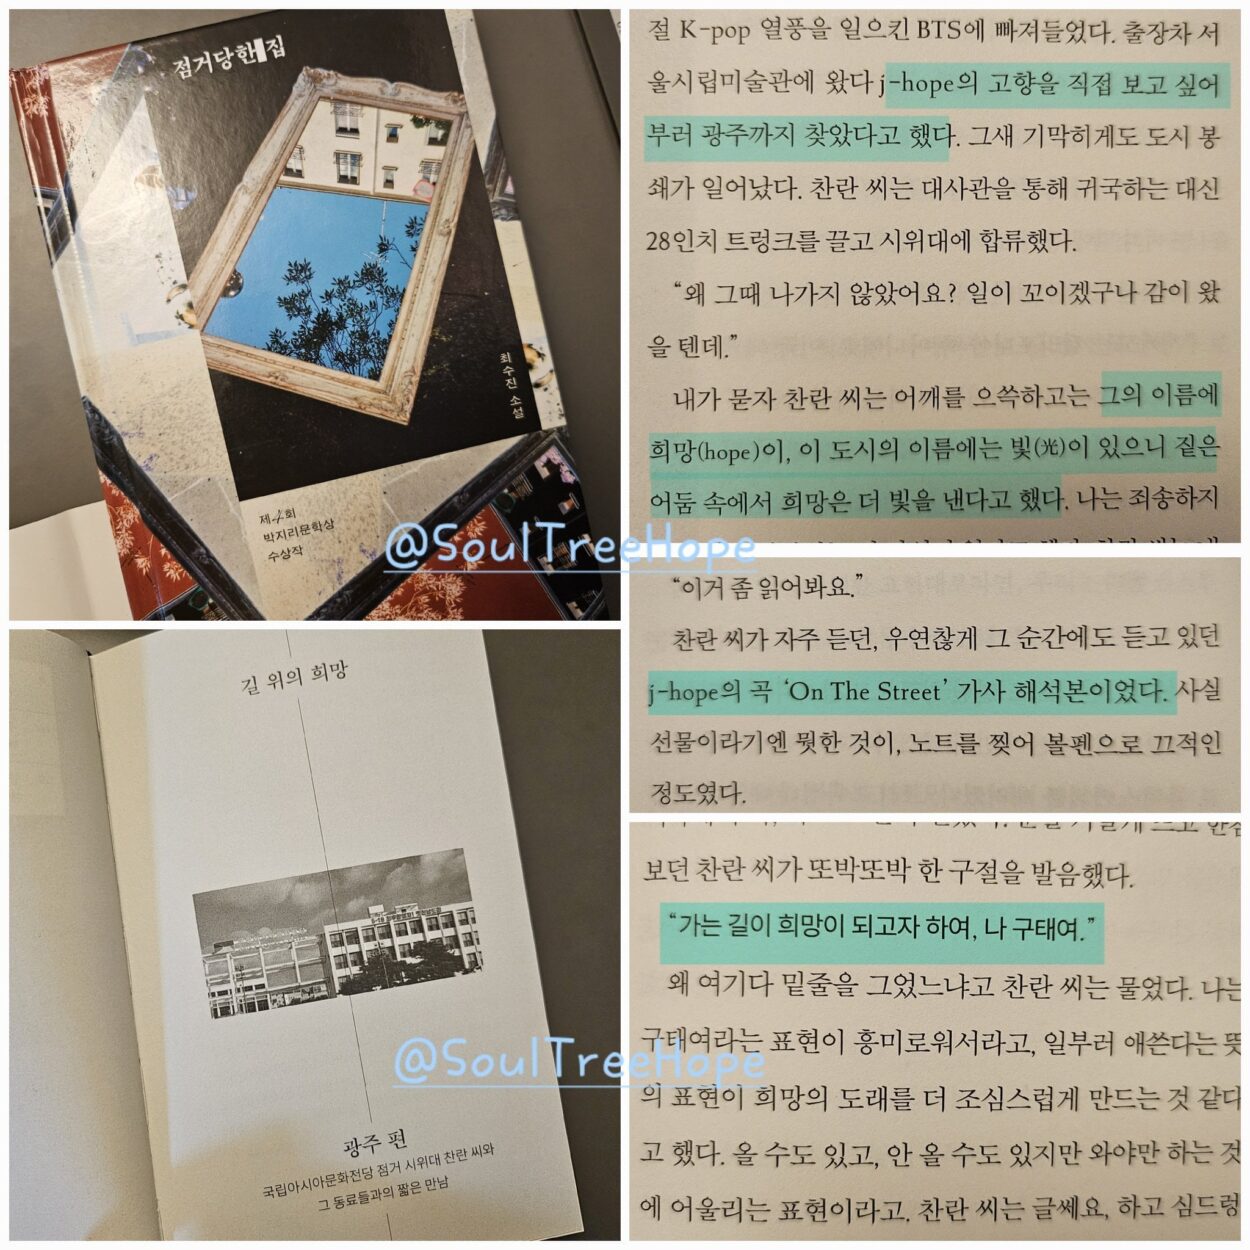 점거당한 집
최수진 소설
제4회
박지리문학상
수상작
@SoulTreeHope
길 위의 희망
광주 편
국립아시아문화전당 점거 시위대 찬란 씨와
그 동료들과의 짧은 만남
@SoulTreeHope
절 K-pop 열풍을 일으킨 BTS에 빠져들었다. 출장차 서
울시립미술관에 왔다 j-hope의 고향을 직접 보고 싶어
부러 광주까지 찾았다고 했다. 그새 기막히게도 도시 봉
쇄가 일어났다. 찬란 씨는 대사관을 통해 귀국하는 대신
28인치 트렁크를 끌고 시위대에 합류했다.
“왜 그때 나가지 않았어요? 일이 꼬이겠구나 감이 왔
을 텐데.”
내가 묻자 찬란 씨는 어깨를 으쓱하고는 그의 이름에
희망(hope)이, 이 도시의 이름에는 빛(光)이 있으니 짙은
어둠 속에서 희망은 더 빛을 낸다고 했다. 나는 죄송하지
“이거 좀 읽어봐요.”
찬란 씨가 자주 듣던, 우연찮게 그 순간에도 듣고 있던
j-hope의 곡 ‘On The Street’ 가사 해석본이었다. 사실
선물이라기엔 뭣한 것이, 노트를 찢어 볼펜으로 끄적인
정도였다.
보던 찬란 씨가 또박또박 한 구절을 발음했다.
“가는 길이 희망이 되고자 하여, 나 구태여.”
왜 여기다 밑줄을 그었느냐고 찬란 씨는 물었다. 나는
구태여라는 표현이 흥미로워서라고, 일부러 애쓴다는 뜻
의 표현이 희망의 도래를 더 조심스럽게 만드는 것 같다
고 했다. 올 수도 있고, 안 올 수도 있지만 와야만 하는 것
에 어울리는 표현이라고. 찬란 씨는 글쎄요, 하고 심드렁